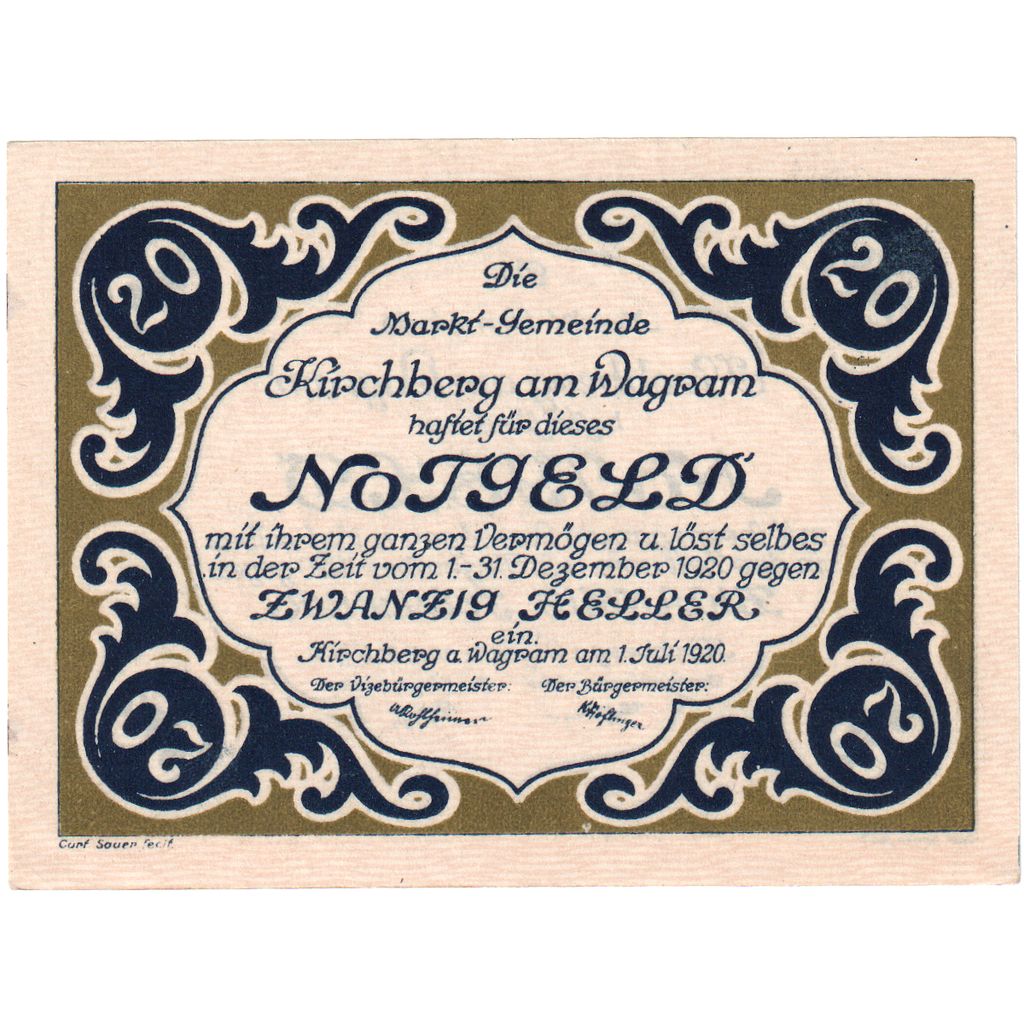 20
20
Die
Markt-Gemeinde
Kirchberg am Wagram
haftet für dieses
NOTGELD
mit ihrem ganzen Vermögen u. löst selbes
in der Zeit vom 1.-31. Dezember 1920 gegen
ZWANZIG HELLER
ein.
Kirchberg a. Wagram am 1. Juli 1920.
Der Vizebürgermeister: Der Bürgermeister:
20
20
Curt Sauer fecit.